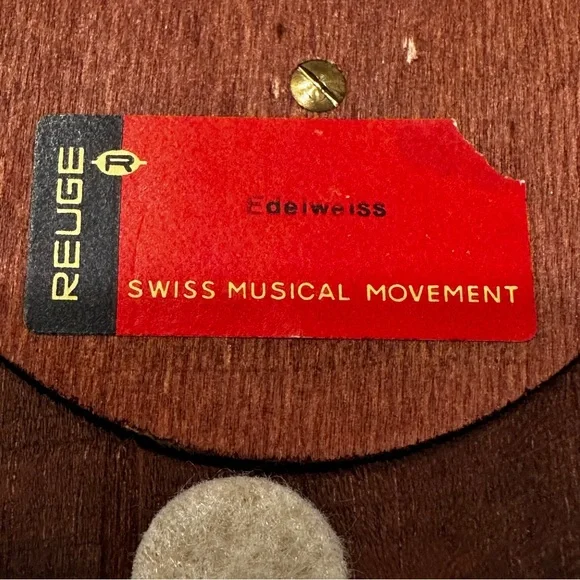 REUGE
R
Edelweiss
SWISS MUSICAL MOVEMENT